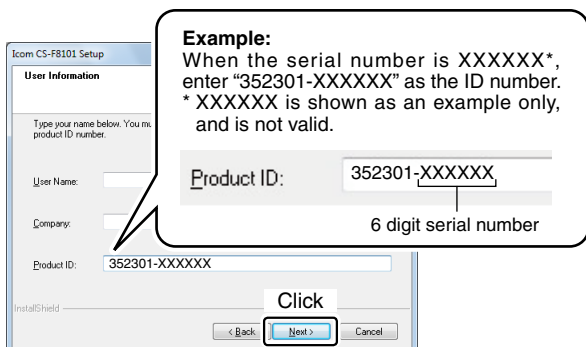 Icom CS-F8101 Setup
User Information
Type your name below. You mu
product ID number.
User Name:
Company:
Product ID:
352301-XXXXXX
InstallShield
Click
< Back
Next >
Cancel
Example:
When the serial number is XXXXXX*,
enter “352301-XXXXXX” as the ID number.
* XXXXXX is shown as an example only,
and is not valid.
Product ID:
352301-XXXXXX
6 digit serial number